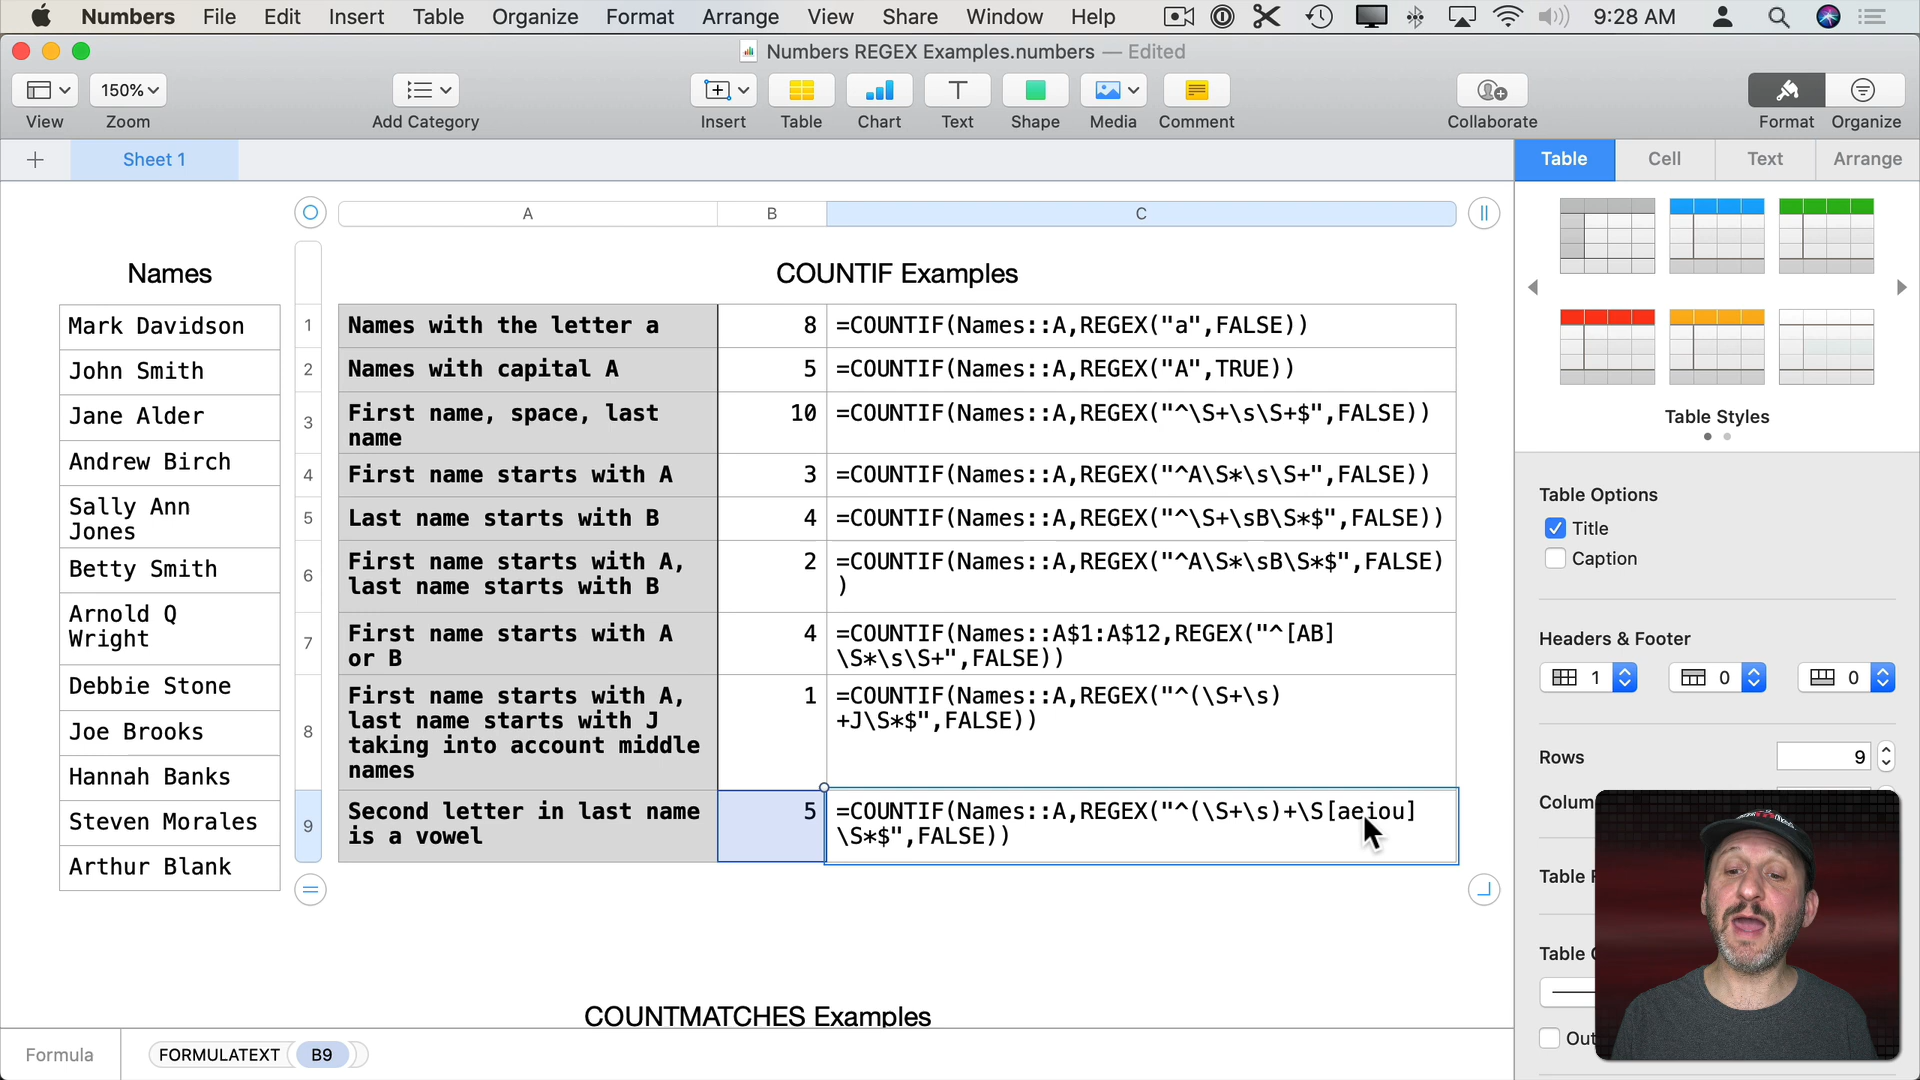 Numbers File Edit Insert Table Organize Format Arrange View Share Window Help 9:28 AM
Numbers REGEX Examples.numbers — Edited
150%
View Zoom Add Category Insert Table Chart Text Shape Media Comment Collaborate Format Organize
Sheet 1
Table Cell Text Arrange
A B C
Names
Mark Davidson
John Smith
Jane Alder
Andrew Birch
Sally Ann
Jones
Betty Smith
Arnold Q
Wright
Debbie Stone
Joe Brooks
Hannah Banks
Steven Morales
Arthur Blank
COUNTIF Examples
1 Names with the letter a 8 =COUNTIF(Names::A,REGEX("a",FALSE))
2 Names with capital A 5 =COUNTIF(Names::A,REGEX("A",TRUE))
3 First name, space, last 10 =COUNTIF(Names::A,REGEX("^\S+\s\S+$",FALSE))
name
4 First name starts with A 3 =COUNTIF(Names::A,REGEX("^A\S*\s\S+",FALSE))
5 Last name starts with B 4 =COUNTIF(Names::A,REGEX("^\S+\sB\S*$",FALSE))
6 First name starts with A, 2 =COUNTIF(Names::A,REGEX("^A\S*\sB\S*$",FALSE)
last name starts with B )
7 First name starts with A 4 =COUNTIF(Names::A$1:A$12,REGEX("^[AB]
or B \S*\s\S+",FALSE))
8 First name starts with A, 1 =COUNTIF(Names::A,REGEX("^(\S+\s)
last name starts with J +J\S*$",FALSE))
taking into account middle
names
9 Second letter in last name 5 =COUNTIF(Names::A,REGEX("^(\S+\s)+\S[aeiou]
is a vowel \S*$",FALSE))
COUNTMATCHES Examples
Formula FORMULATEXT B9
Table Styles
Table Options
Title
Caption
Headers & Footer
1 0 0
Rows 9
Colum
Table
Table
Out